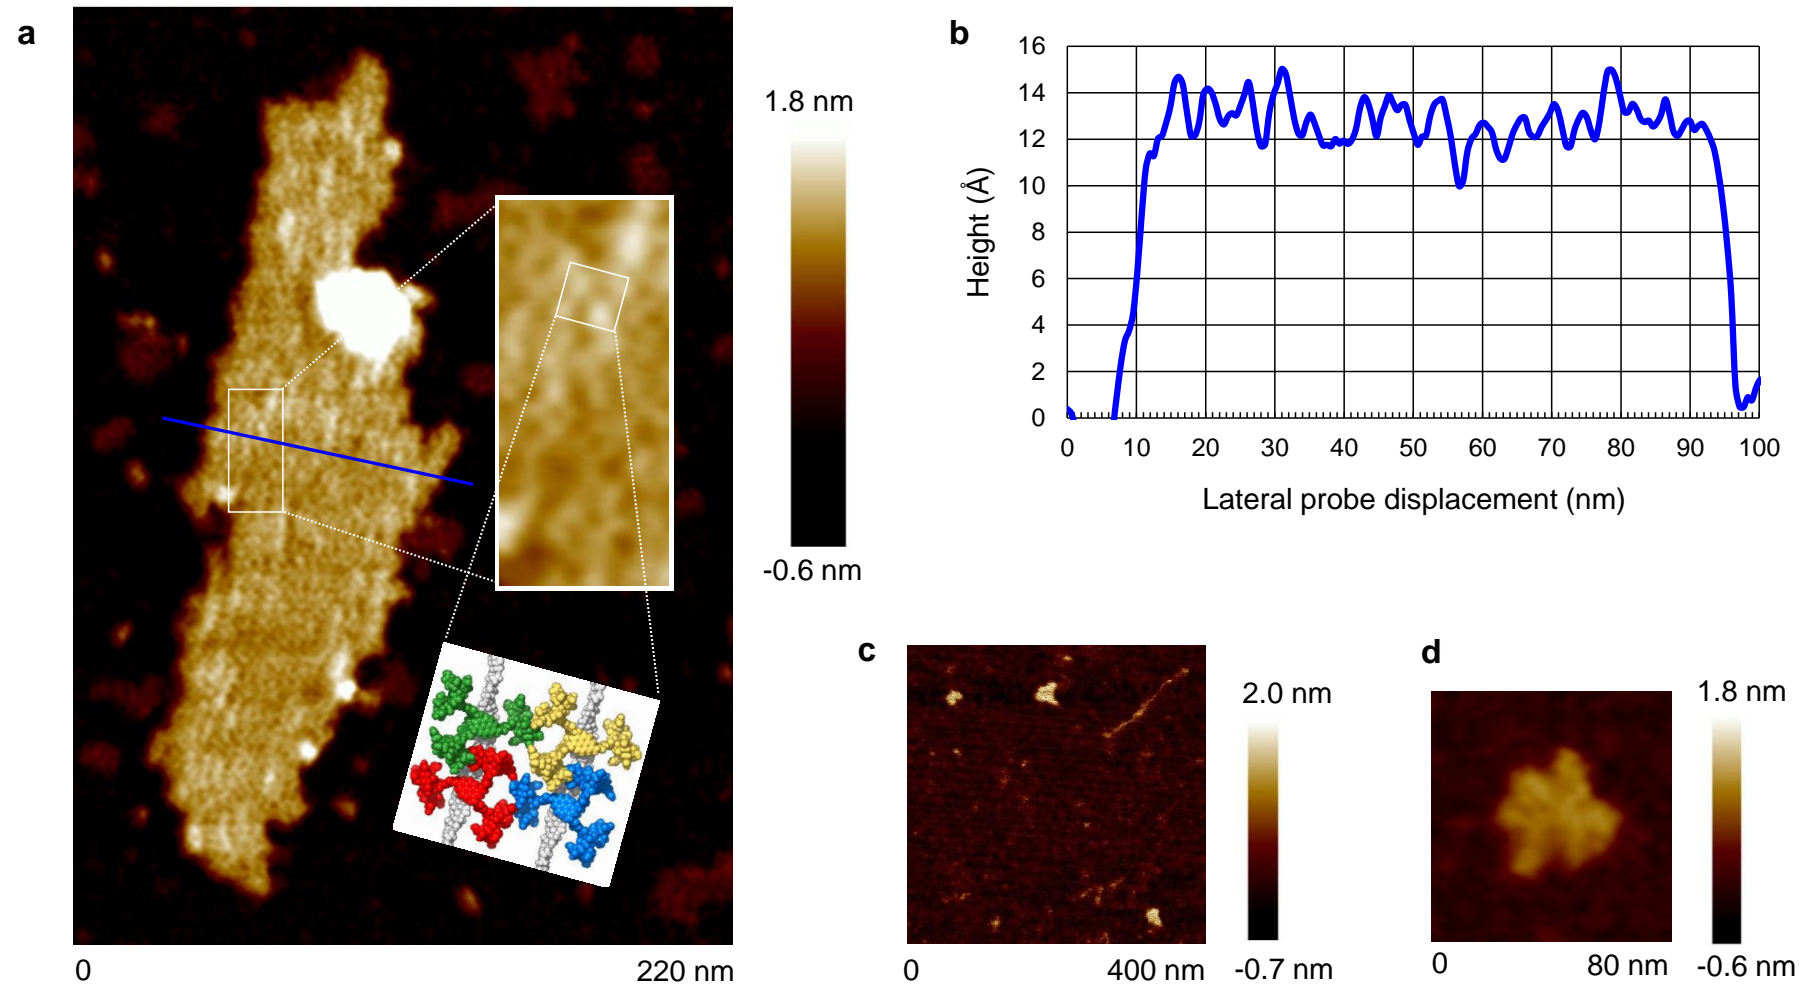 a
1.8 nm
-0.6 nm
0
220 nm
b
16
14
12
10
8
6
4
2
0
Height (Å)
0 10 20 30 40 50 60 70 80 90 100
Lateral probe displacement (nm)
c
2.0 nm
-0.7 nm
0
400 nm
d
1.8 nm
-0.6 nm
0
80 nm